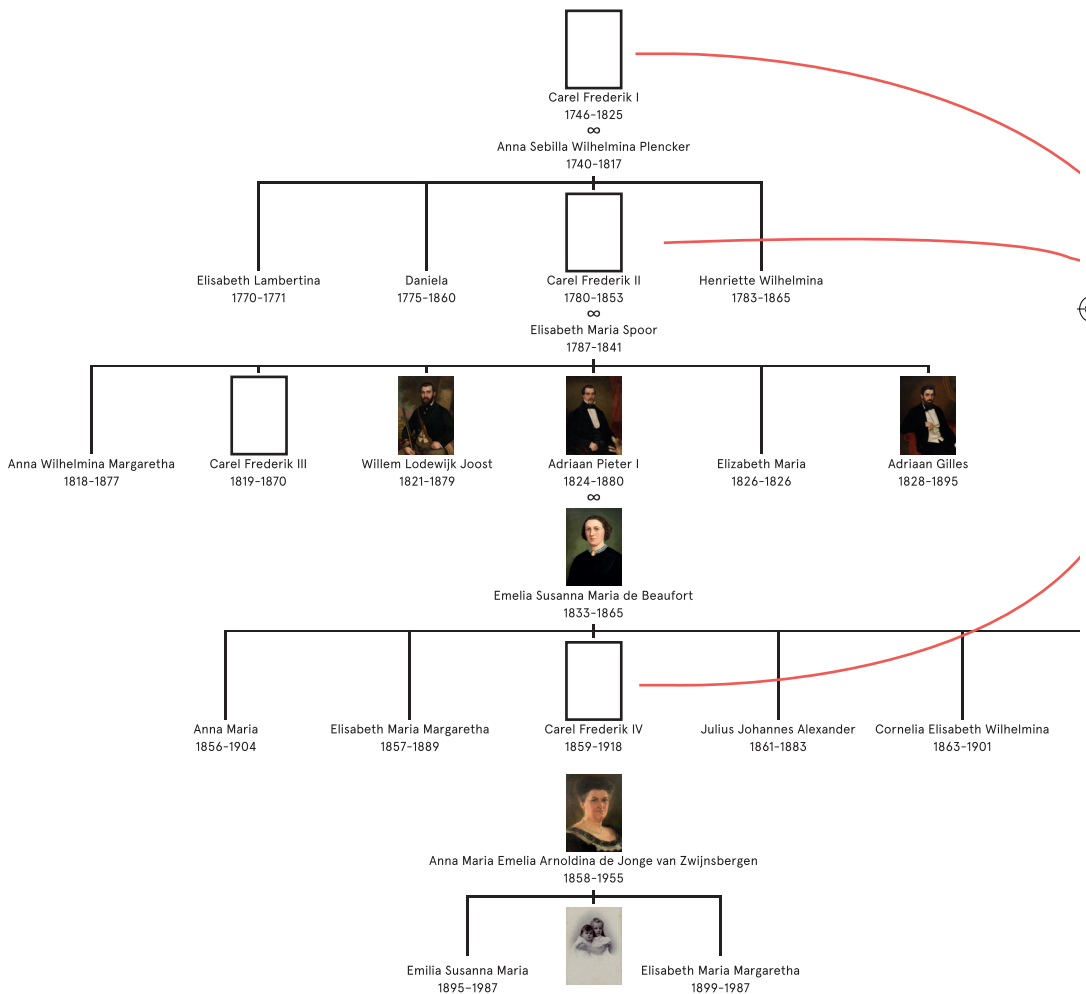 Carel Frederik I
1746-1825
∞
Anna Sebilla Wilhelmina Plencker
1740-1817
Elisabeth Lambertina
1770-1771
Daniela
1775-1860
Carel Frederik II
1780-1853
∞
Elisabeth Maria Spoor
1787-1841
Henriette Wilhelmina
1783-1865
Anna Wilhelmina Margaretha
1818-1877
Carel Frederik III
1819-1870
Willem Lodewijk Joost
1821-1879
Adriaan Pieter I
1824-1880
∞
Emelia Susanna Maria de Beaufort
1833-1865
Elizabeth Maria
1826-1826
Adriaan Gilles
1828-1895
Anna Maria
1856-1904
Elisabeth Maria Margaretha
1857-1889
Carel Frederik IV
1859-1918
Anna Maria Emelia Arnoldina de Jonge van Zwijnsbergen
1858-1955
Julius Johannes Alexander
1861-1883
Cornelia Elisabeth Wilhelmina
1863-1901
Emilia Susanna Maria
1895-1987
Elisabeth Maria Margaretha
1899-1987